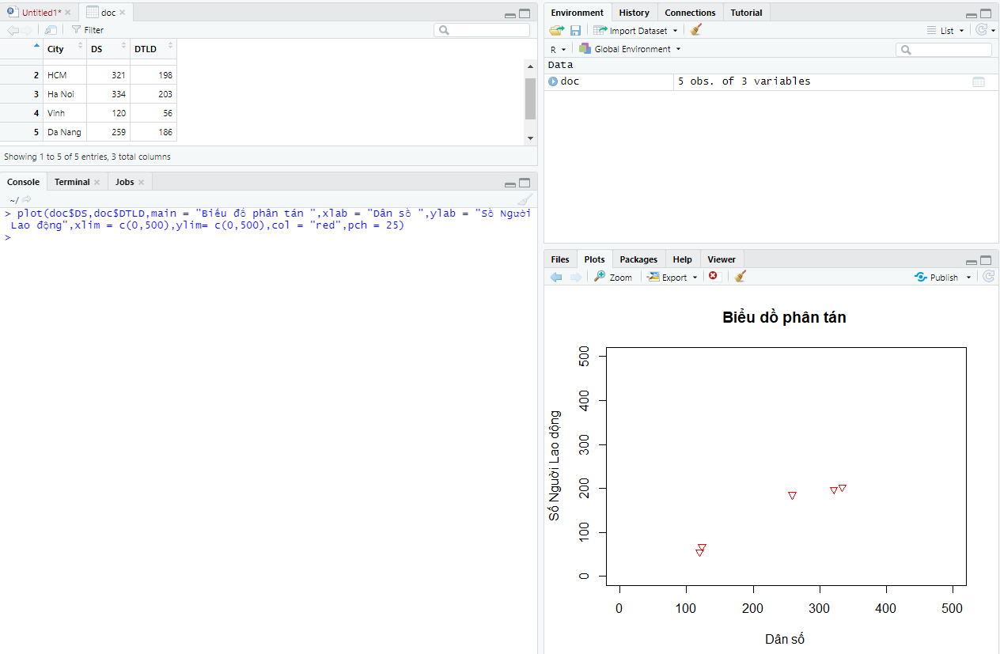 Untitled1*
doc
Filter
City DS DTLD
2 HCM 321 198
3 Ha Noi 334 203
4 Vinh 120 56
5 Da Nang 259 186
Showing 1 to 5 of 5 entries, 3 total columns
Console Terminal Jobs
~/
> plot(doc$DS,doc$DTLD,main = "Biểu đồ phân tán ",xlab = "Dân số ",ylab = "Số Người
Lao động",xlim = c(0,500),ylim= c(0,500),col = "red",pch = 25)
>
Environment History Connections Tutorial
Import Dataset List
R Global Environment
Data
doc 5 obs. of 3 variables
Files Plots Packages Help Viewer
Zoom Export Publish
Biểu dồ phân tán
Số Nguời Lao dộng
500
400
300
200
100
0
0 100 200 300 400 500
Dân số